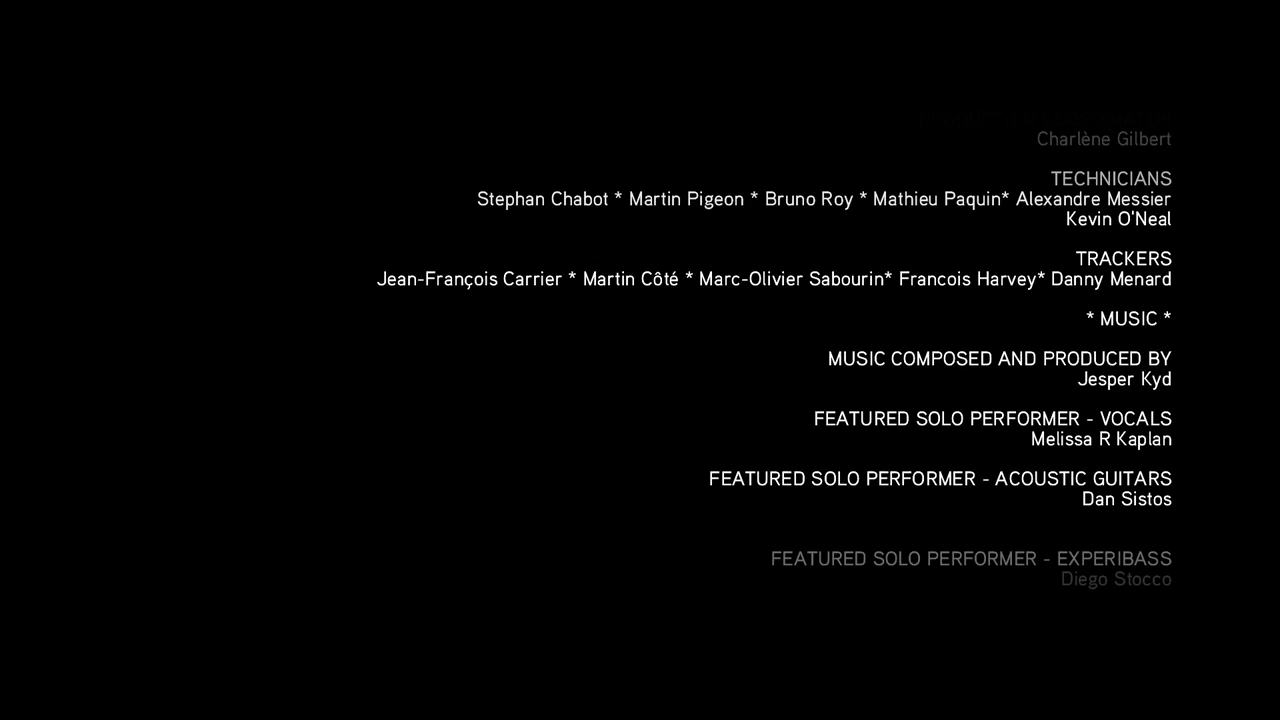 Charlène Gilbert
TECHNICIANS
Stephan Chabot * Martin Pigeon * Bruno Roy * Mathieu Paquin* Alexandre Messier
Kevin O'Neal
TRACKERS
Jean-François Carrier * Martin Côté * Marc-Olivier Sabourin* Francois Harvey* Danny Menard
* MUSIC *
MUSIC COMPOSED AND PRODUCED BY
Jesper Kyd
FEATURED SOLO PERFORMER - VOCALS
Melissa R Kaplan
FEATURED SOLO PERFORMER - ACOUSTIC GUITARS
Dan Sistos
FEATURED SOLO PERFORMER - EXPERIBASS
Diego Stocco